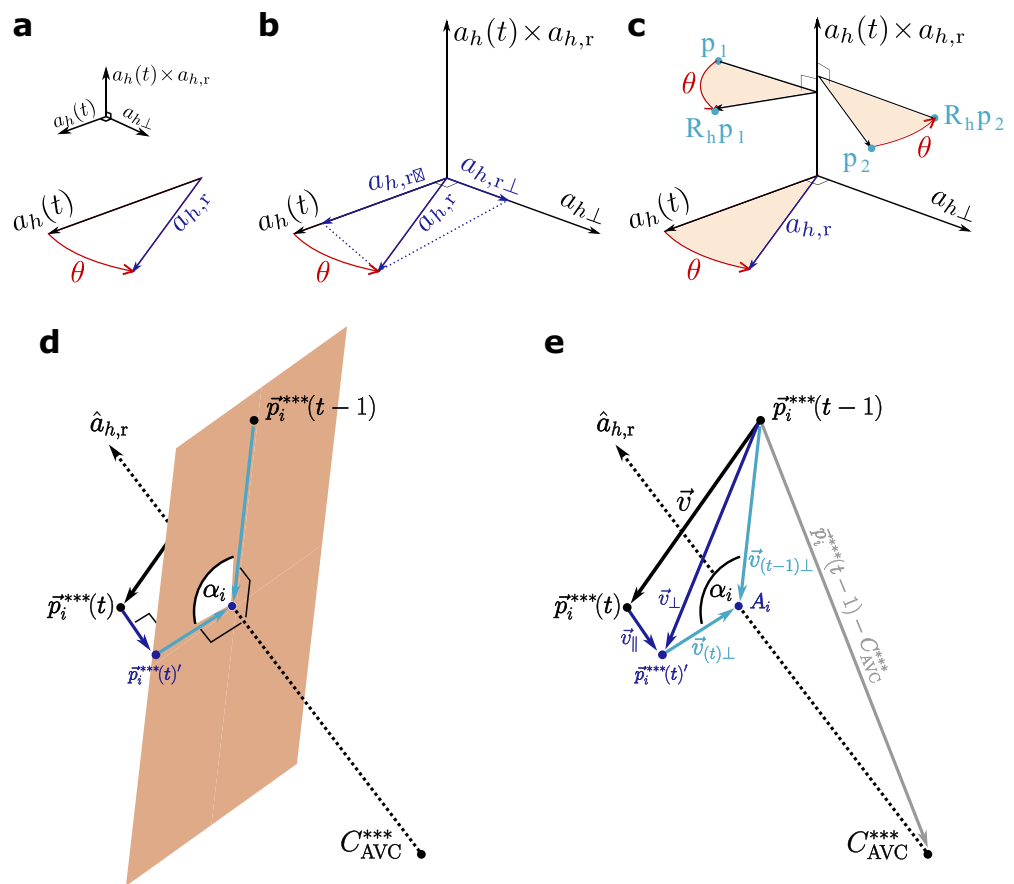 a
a_h(t) × a_{h,r}
a_h(t)
a_{h⊥}
a_h(t)
a_{h,r}
θ
b
a_h(t) × a_{h,r}
a_{h,r}☒
a_{h,r⊥}
a_h(t)
a_{h,r}
a_{h⊥}
θ
c
a_h(t) × a_{h,r}
p_1
θ
R_h p_1
R_h p_2
p_2
θ
a_h(t)
a_{h⊥}
a_{h,r}
θ
d
p⃗_i^{***}(t − 1)
â_{h,r}
α_i
p⃗_i^{***}(t)
p⃗_i^{***}(t)′
C_{AVC}^{***}
e
p⃗_i^{***}(t − 1)
â_{h,r}
v⃗
v⃗_{(t−1)⊥}
p⃗_i^{***}(t − 1) − C_{AVC}^{***}
α_i
v⃗_⊥
A_i
p⃗_i^{***}(t)
v⃗_∥
v⃗_{(t)⊥}
p⃗_i^{***}(t)′
C_{AVC}^{***}